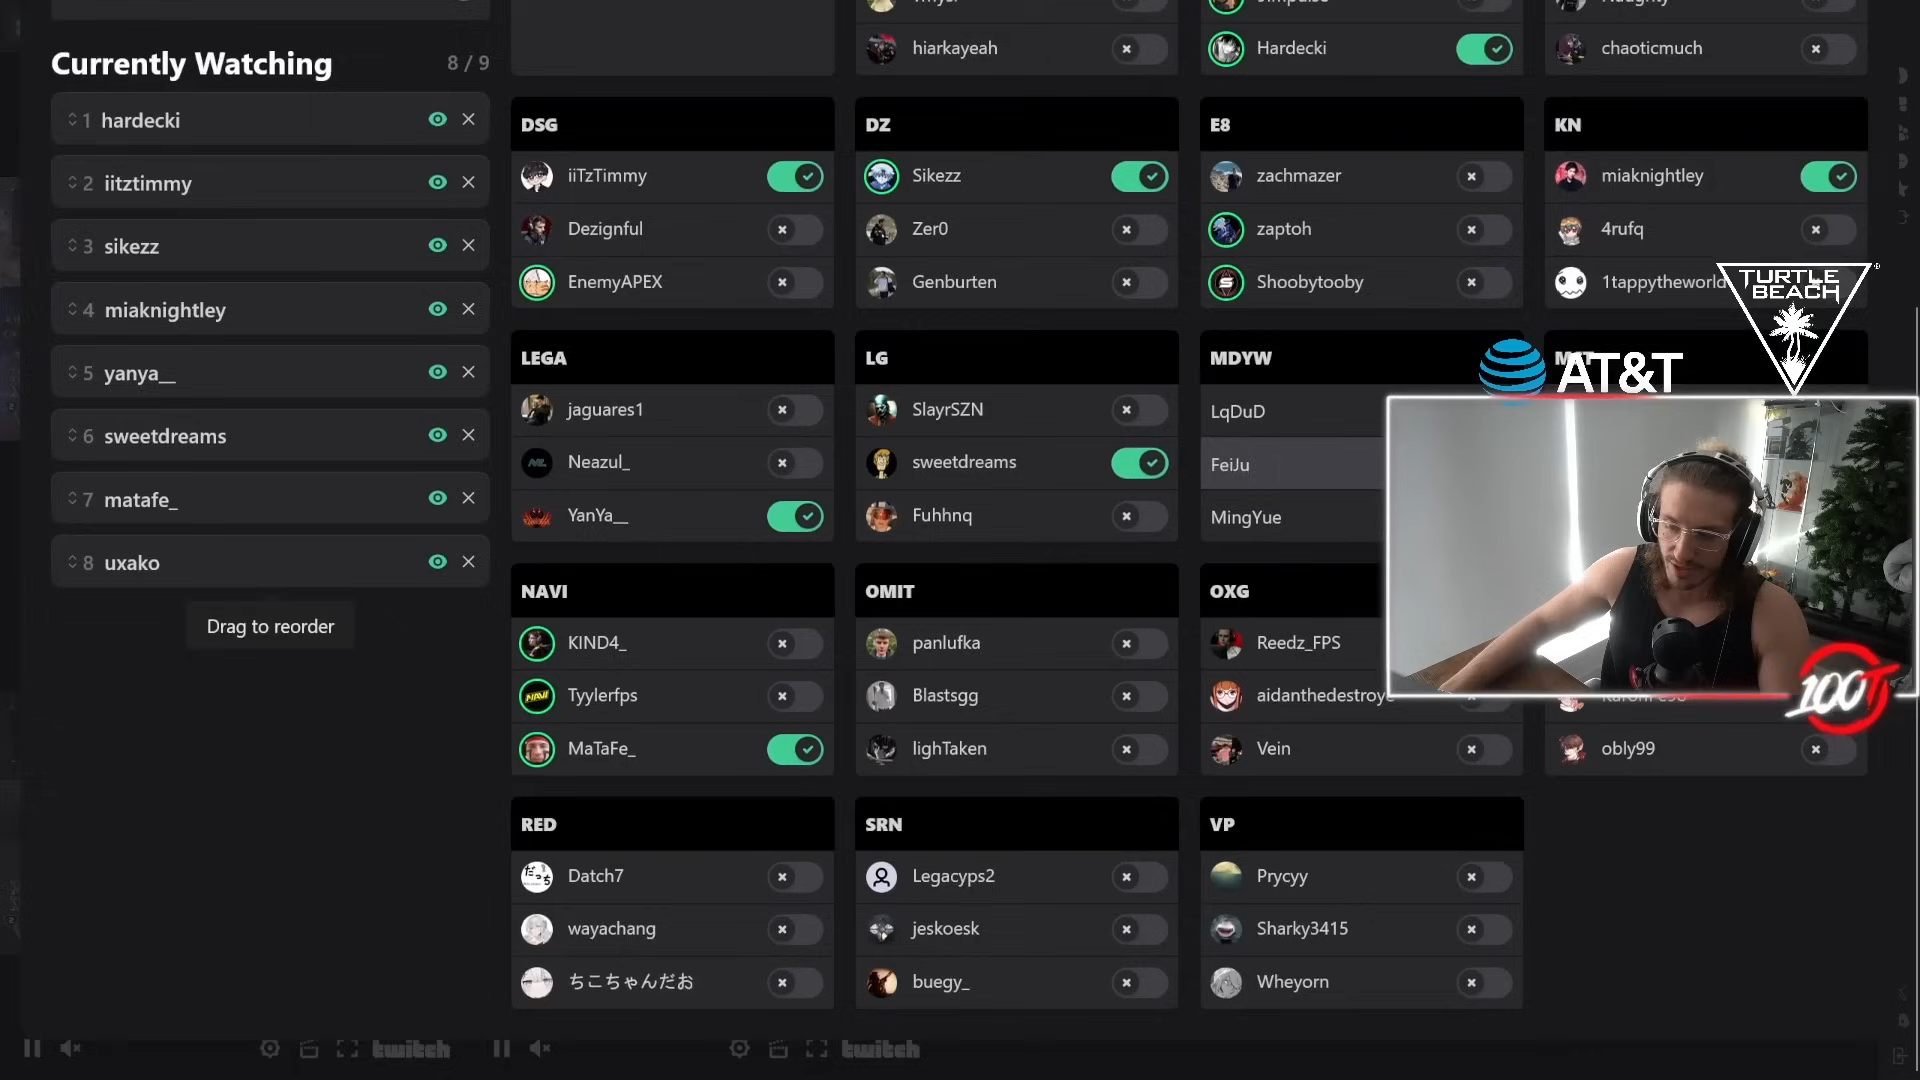 Currently Watching 8 / 9
1 hardecki
2 iitztimmy
3 sikezz
4 miaknightley
5 yanya__
6 sweetdreams
7 matafe_
8 uxako
Drag to reorder
hiarkayeah
Hardecki
chaoticmuch
DSG
iiTzTimmy
Dezignful
EnemyAPEX
DZ
Sikezz
Zer0
Genburten
E8
zachmazer
zaptoh
Shoobytooby
KN
miaknightley
4rufq
1tappytheworld
LEGA
jaguares1
Neazul_
YanYa__
LG
SlayrSZN
sweetdreams
Fuhhnq
MDYW
LqDuD
FeiJu
MingYue
NAVI
KIND4_
Tyylerfps
MaTaFe_
OMIT
panlufka
Blastsgg
lighTaken
OXG
Reedz_FPS
aidanthedestroye
Vein
obly99
RED
Datch7
wayachang
ちこちゃんだお
SRN
Legacyps2
jeskoesk
buegy_
VP
Prycyy
Sharky3415
Wheyorn
TURTLE
BEACH
AT&T
100T
twitch
twitch